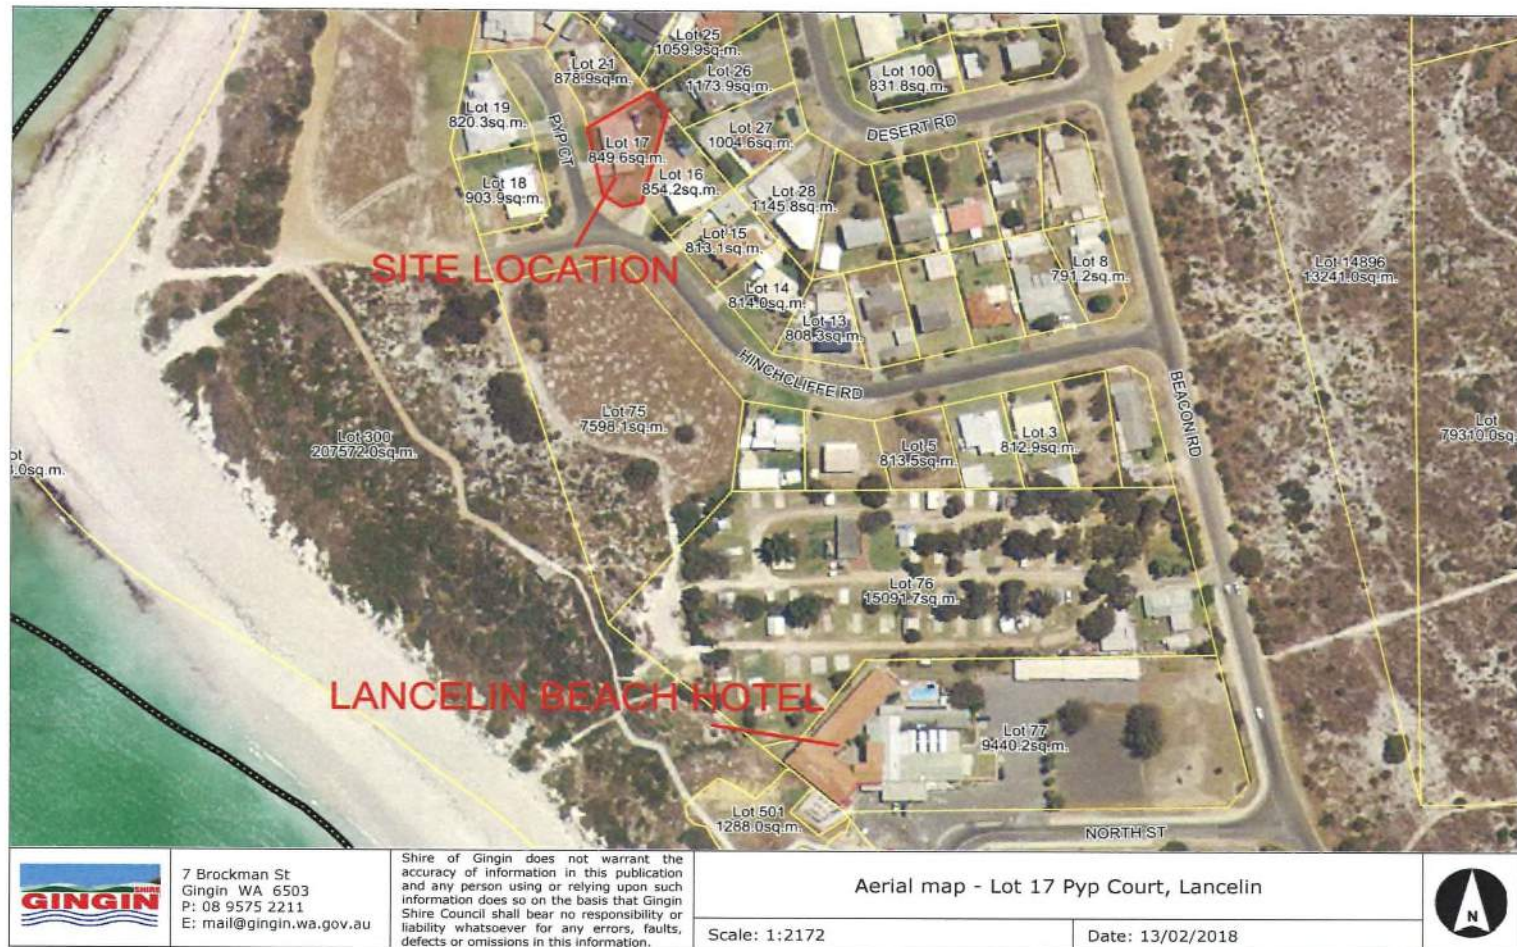 Lot 25
1059.9sq.m.
Lot 21
878.9sq.m.
Lot 26
1173.9sq.m.
Lot 100
831.8sq.m.
Lot 19
820.3sq.m.
PYP CT
Lot 17
849.6sq.m.
Lot 27
1004.6sq.m.
DESERT RD
Lot 18
903.9sq.m.
Lot 16
854.2sq.m.
Lot 28
1145.8sq.m.
Lot 15
813.1sq.m.
SITE LOCATION
Lot 14
814.0sq.m.
Lot 8
791.2sq.m.
Lot 14896
13241.0sq.m.
Lot 13
808.3sq.m.
HINCHCLIFFE RD
BEACON RD
Lot 75
7598.1sq.m.
Lot 300
207572.0sq.m.
Lot 5
813.5sq.m.
Lot 3
812.9sq.m.
Lot
79310.0sq.
Lot 76
15091.7sq.m.
LANCELIN BEACH HOTEL
Lot 77
9440.2sq.m.
Lot 501
1288.0sq.m.
NORTH ST
SHIRE
GINGIN
7 Brockman St
Gingin WA 6503
P: 08 9575 2211
E: mail@gingin.wa.gov.au
Shire of Gingin does not warrant the
accuracy of information in this publication
and any person using or relying upon such
information does so on the basis that Gingin
Shire Council shall bear no responsibility or
liability whatsoever for any errors, faults,
defects or omissions in this information.
Aerial map - Lot 17 Pyp Court, Lancelin
Scale: 1:2172
Date: 13/02/2018
N